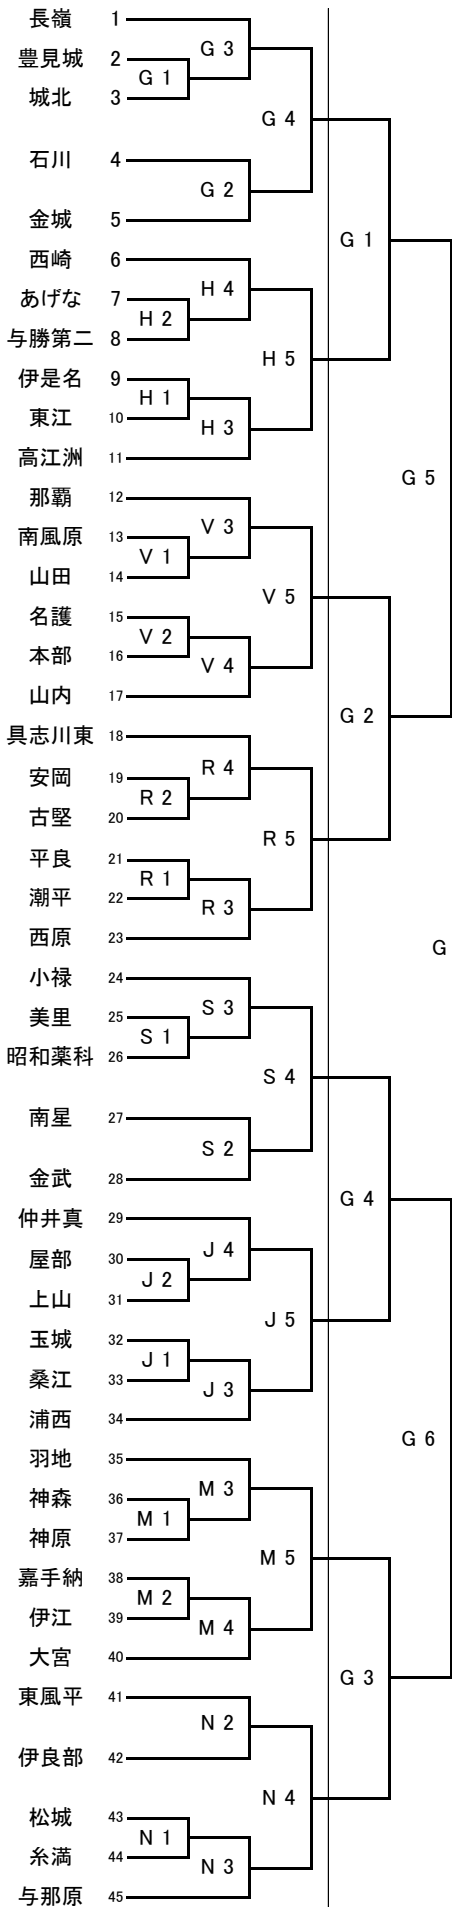 長嶺 1
G 3
豊見城 2
G 1
城北 3
G 4
石川 4
G 2
金城 5
G 1
西崎 6
H 4
あげな 7
H 2
与勝第二 8
H 5
伊是名 9
H 1
東江 10
H 3
高江洲 11
G 5
那覇 12
V 3
南風原 13
V 1
山田 14
V 5
名護 15
V 2
本部 16
V 4
山内 17
G 2
具志川東 18
R 4
安岡 19
R 2
古堅 20
R 5
平良 21
R 1
潮平 22
R 3
西原 23
G
小禄 24
S 3
美里 25
S 1
昭和薬科 26
S 4
南星 27
S 2
金武 28
G 4
仲井真 29
J 4
屋部 30
J 2
上山 31
J 5
玉城 32
J 1
桑江 33
J 3
浦西 34
G 6
羽地 35
M 3
神森 36
M 1
神原 37
M 5
嘉手納 38
M 2
伊江 39
M 4
大宮 40
G 3
東風平 41
N 2
伊良部 42
N 4
松城 43
N 1
糸満 44
N 3
与那原 45